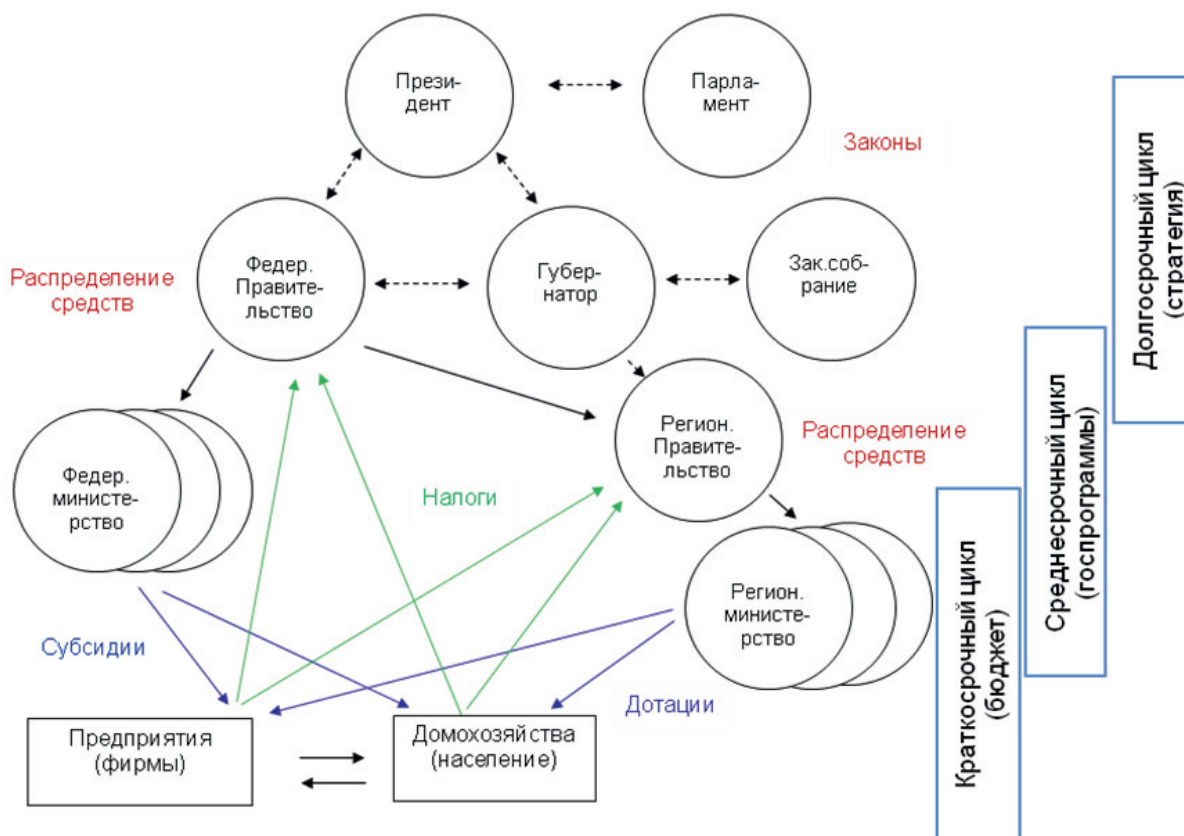 Прези-
дент
Парла-
мент
Законы
Федер.
Правите-
льство
Губер-
натор
Зак.соб-
рание
Распределение
средств
Регион.
Правите-
льство
Распределение
средств
Федер.
министе-
рство
Налоги
Регион.
министе-
рство
Субсидии
Дотации
Предприятия
(фирмы)
Домохозяйства
(население)
Краткосрочный цикл
(бюджет)
Среднесрочный цикл
(госпрограммы)
Долгосрочный цикл
(стратегия)